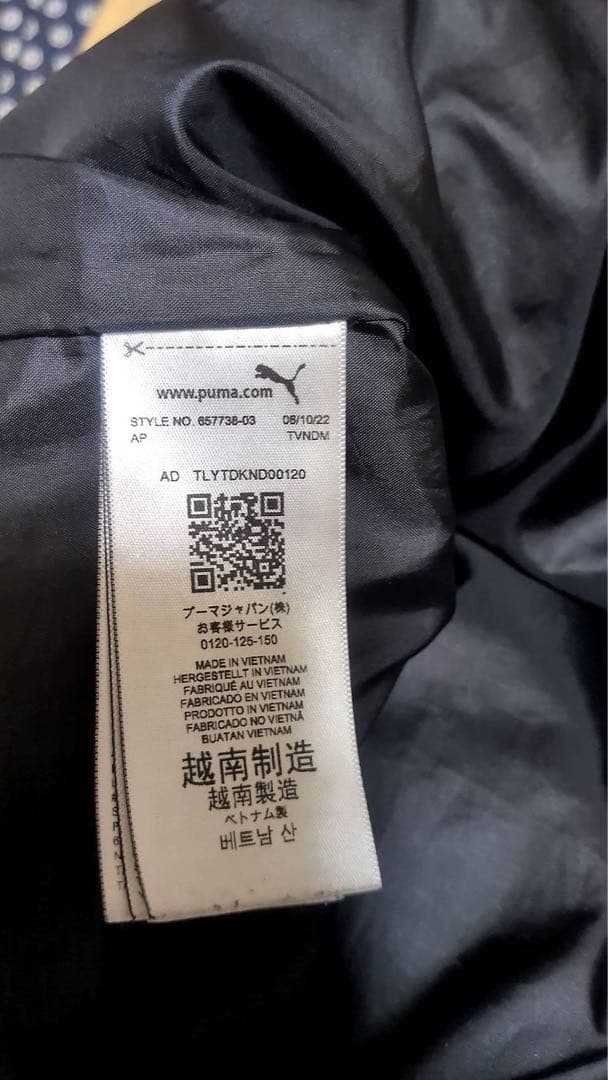 www.puma.com
STYLE NO. 657738-03 06/10/22
AP TVNDM
AD TLYTDKND00120
プーマジャパン(株)
お客様サービス
0120-125-150
MADE IN VIETNAM
HERGESTELLT IN VIETNAM
FABRIQUÉ AU VIETNAM
FABRICADO EN VIETNAM
PRODOTTO IN VIETNAM
FABRICADO NO VIETNÃ
BUATAN VIETNAM
越南制造
越南製造
ベトナム製
베트남 산